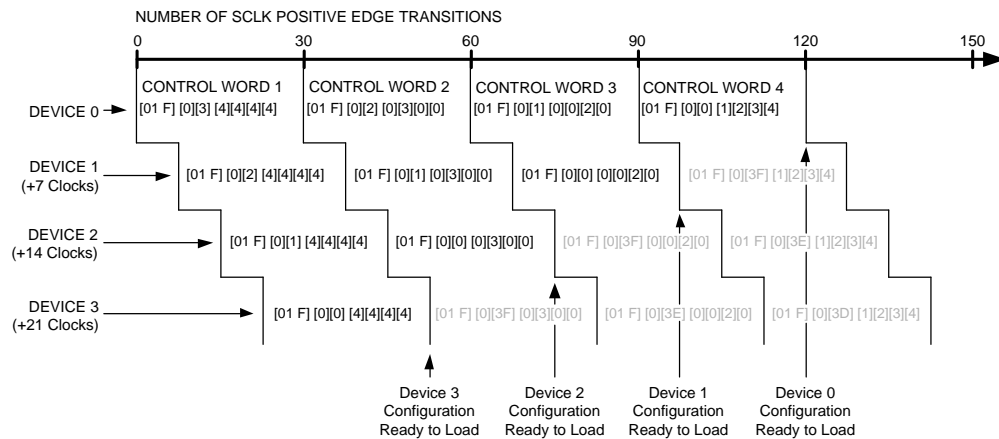 NUMBER OF SCLK POSITIVE EDGE TRANSITIONS
0 30 60 90 120 150
CONTROL WORD 1 CONTROL WORD 2 CONTROL WORD 3 CONTROL WORD 4
DEVICE 0 [01 F] [0][3] [4][4][4][4] [01 F] [0][2] [0][3][0][0] [01 F] [0][1] [0][0][2][0] [01 F] [0][0] [1][2][3][4]
DEVICE 1
(+7 Clocks)
[01 F] [0][2] [4][4][4][4] [01 F] [0][1] [0][3][0][0] [01 F] [0][0] [0][0][2][0] [01 F] [0][3F] [1][2][3][4]
DEVICE 2
(+14 Clocks)
[01 F] [0][1] [4][4][4][4] [01 F] [0][0] [0][3][0][0] [01 F] [0][3F] [0][0][2][0] [01 F] [0][3E] [1][2][3][4]
DEVICE 3
(+21 Clocks)
[01 F] [0][0] [4][4][4][4] [01 F] [0][3F] [0][3][0][0] [01 F] [0][3E] [0][0][2][0] [01 F] [0][3D] [1][2][3][4]
Device 3
Configuration
Ready to Load
Device 2
Configuration
Ready to Load
Device 1
Configuration
Ready to Load
Device 0
Configuration
Ready to Load